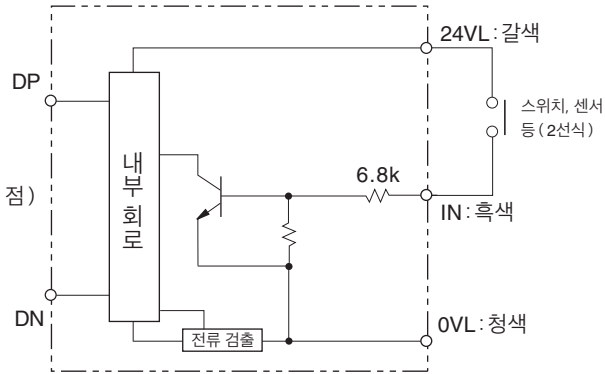 24VL:갈색
DP
스위치, 센서
등(2선식)
내부 회로
6.8k
점)
IN:흑색
DN
전류 검출
0VL:청색